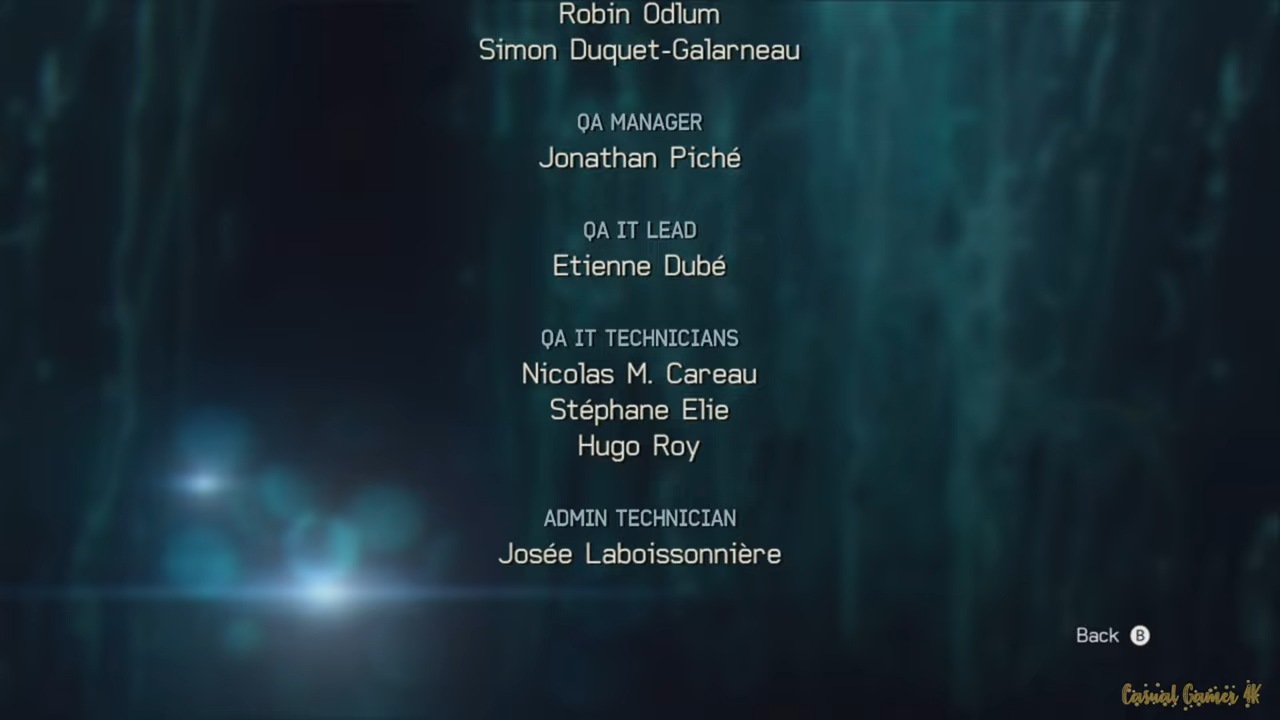 Robin Odlum
Simon Duquet-Galarneau
QA MANAGER
Jonathan Piché
QA IT LEAD
Etienne Dubé
QA IT TECHNICIANS
Nicolas M. Careau
Stéphane Elie
Hugo Roy
ADMIN TECHNICIAN
Josée Laboissonnière
Back B
Casual Gamer 4K